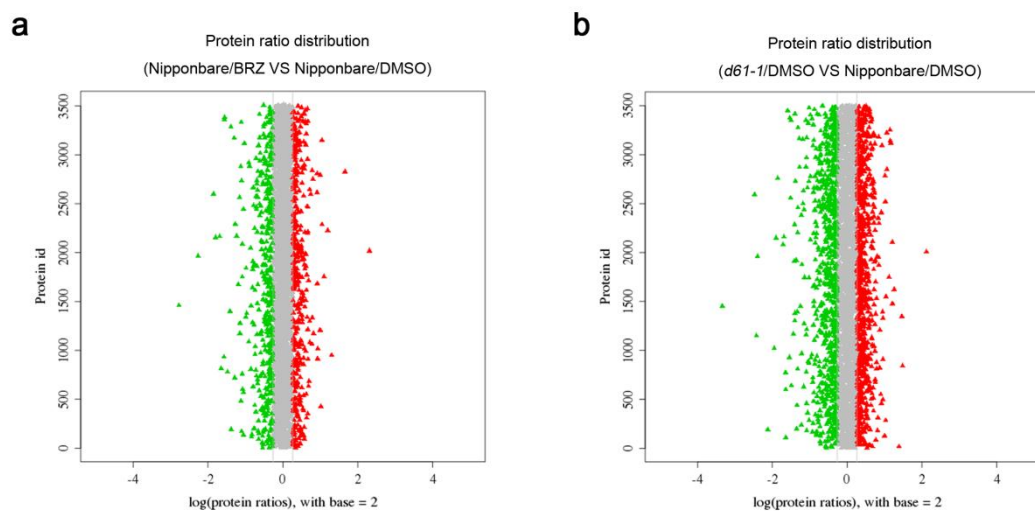 a
Protein ratio distribution
(Nipponbare/BRZ VS Nipponbare/DMSO)
Protein id
3500
3000
2500
2000
1500
1000
500
0
-4
-2
0
2
4
log(protein ratios), with base = 2
b
Protein ratio distribution
(d61-1/DMSO VS Nipponbare/DMSO)
Protein id
3500
3000
2500
2000
1500
1000
500
0
-4
-2
0
2
4
log(protein ratios), with base = 2